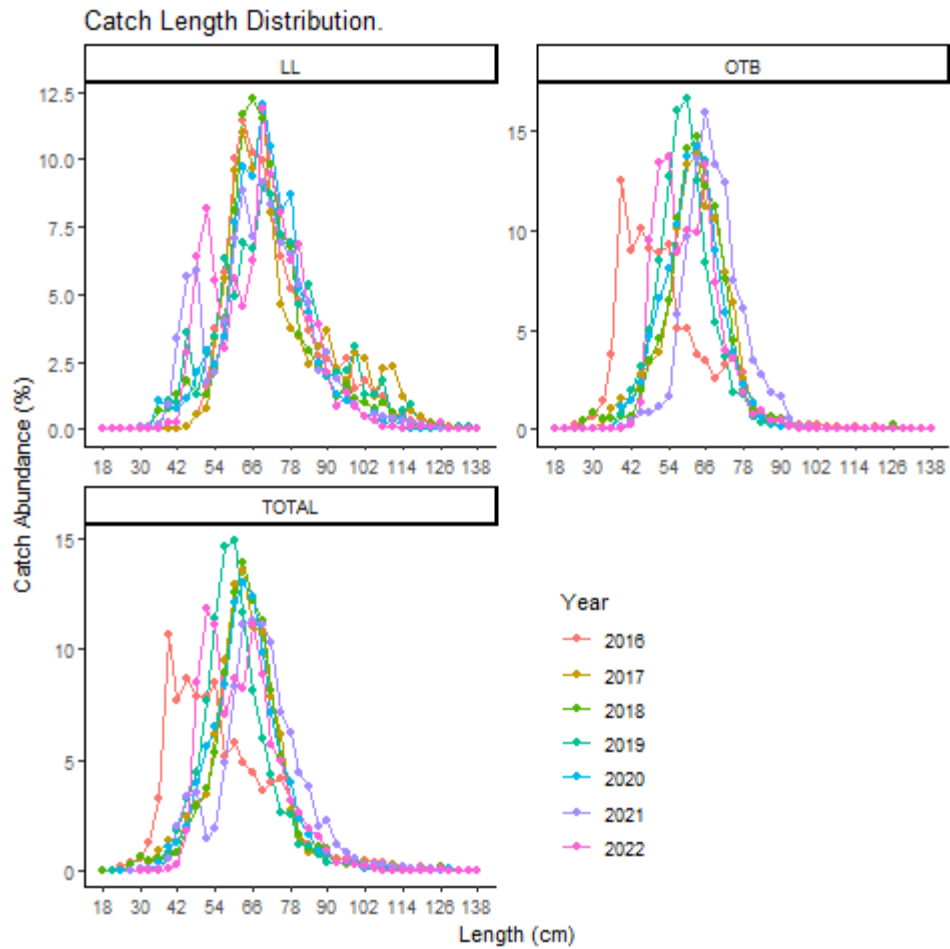 Catch Length Distribution.
LL
OTB
12.5
10.0
7.5
5.0
2.5
0.0
15
10
5
0
18 30 42 54 66 78 90 102 114 126 138
18 30 42 54 66 78 90 102 114 126 138
Catch Abundance (%)
TOTAL
15
10
5
0
18 30 42 54 66 78 90 102 114 126 138
Length (cm)
Year
2016
2017
2018
2019
2020
2021
2022